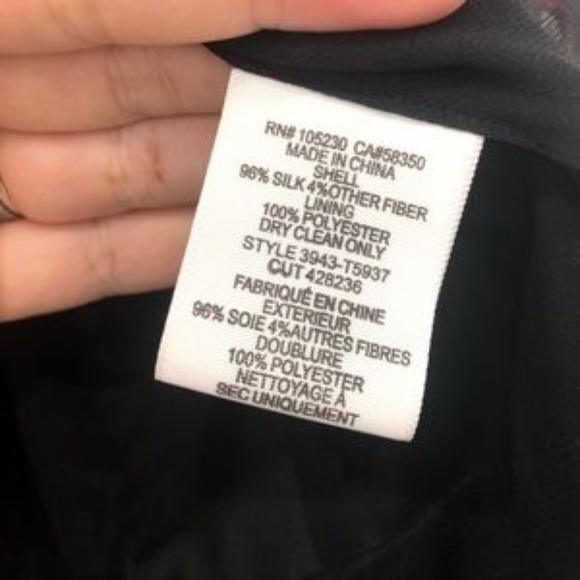 RN# 105230 CA#58350
MADE IN CHINA
SHELL
96% SILK 4%OTHER FIBER
LINING
100% POLYESTER
DRY CLEAN ONLY
STYLE 3943-T5937
CUT 428236
FABRIQUÉ EN CHINE
EXTERIEUR
96% SOIE 4%AUTRES FIBRES
DOUBLURE
100% POLYESTER
NETTOYAGE À
SEC UNIQUEMENT